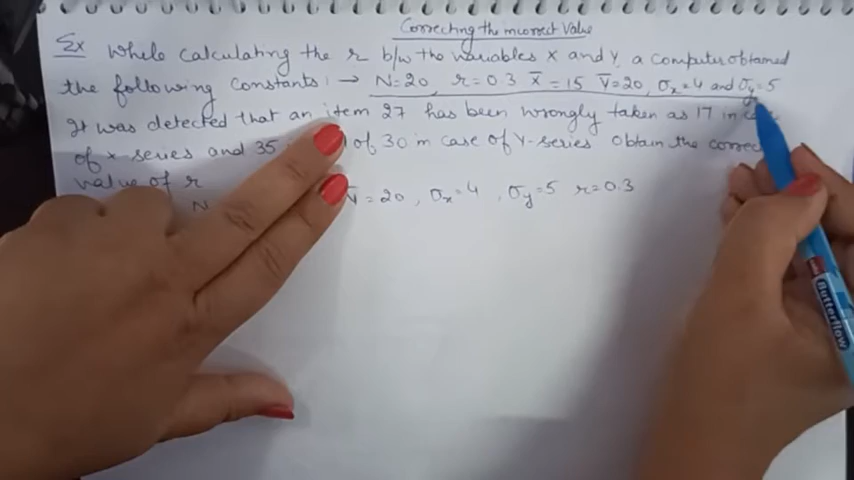 Correcting the incorrect Value
Ex While calculating the r b/w the variables X and Y, a computer obtained
the following constants :→ N=20, r=0.3 X̅=15 Y̅=20, σx=4 and σy=5
It was detected that an item 27 has been wrongly taken as 17 in
of x-series and 35 of 30 in case of Y-series Obtain the correc
value of r
N = 20, σx=4, σy=5 r=0.3
Butterflow